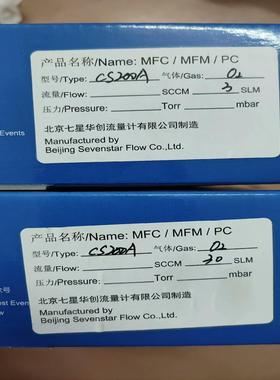 产品名称/Name: MFC / MFM / PC
型号/Type: CS200A 气体/Gas: O2
流量/Flow: SCCM 3 SLM
压力/Pressure: Torr mbar
北京七星华创流量计有限公司制造
Manufactured by
Beijing Sevenstar Flow Co.,Ltd.
Events
产品名称/Name: MFC / MFM / PC
型号/Type: CS200A 气体/Gas: O2
流量/Flow: SCCM 30 SLM
压力/Pressure: Torr mbar
北京七星华创流量计有限公司制造
Manufactured by
Beijing Sevenstar Flow Co.,Ltd.
众号
est Events